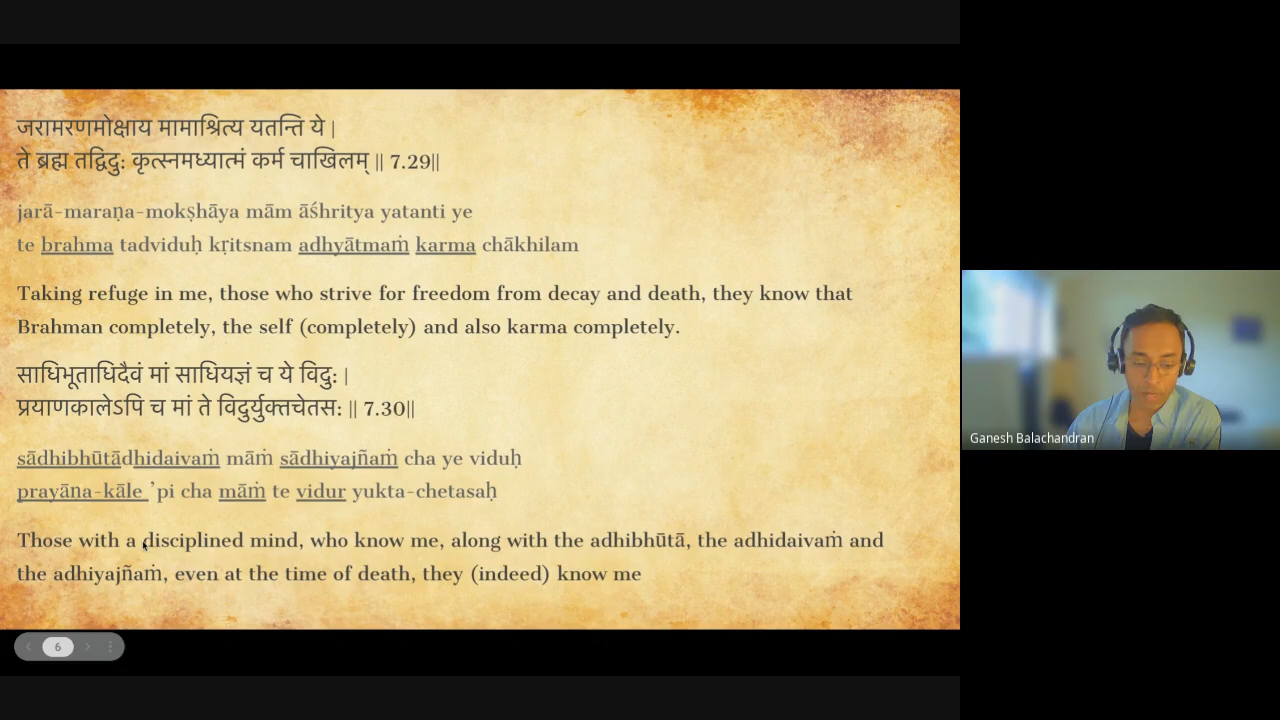 जरामरणमोक्षाय मामाश्रित्य यतन्ति ये |
ते ब्रह्म तद्विदु: कृत्स्नमध्यात्मं कर्म चाखिलम् || 7.29||
jarā-maraṇa-mokṣhāya mām āśhritya yatanti ye
te brahma tadviduḥ kṛitsnam adhyātmaṁ karma chākhilam
Taking refuge in me, those who strive for freedom from decay and death, they know that
Brahman completely, the self (completely) and also karma completely.
साधिभूताधिदैवं मां साधियज्ञं च ये विदु: |
प्रयाणकालेऽपि च मां ते विदुर्युक्तचेतस: || 7.30||
sādhibhūtādhidaivaṁ māṁ sādhiyajñaṁ cha ye viduḥ
prayāṇa-kāle ’pi cha māṁ te vidur yukta-chetasaḥ
Those with a disciplined mind, who know me, along with the adhibhūtā, the adhidaivaṁ and
the adhiyajñaṁ, even at the time of death, they (indeed) know me
6
Ganesh Balachandran